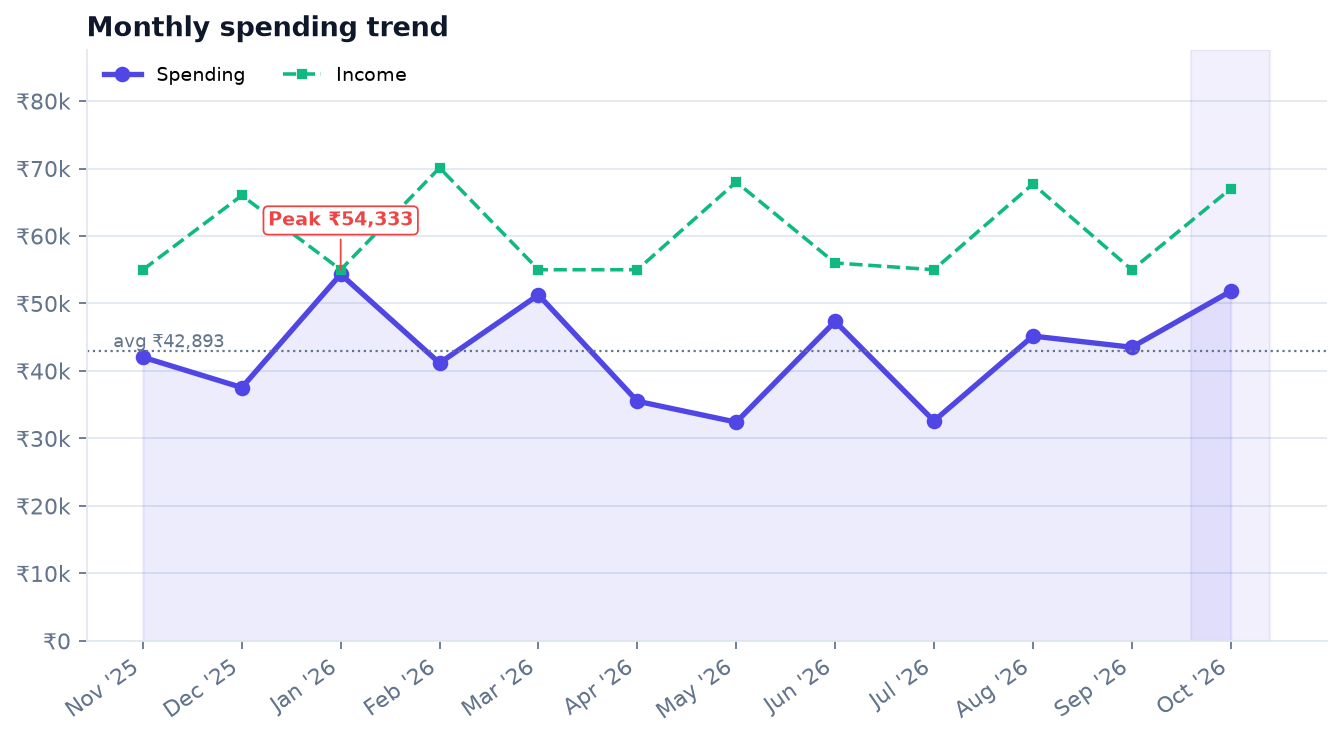 Monthly spending trend
Spending
Income
₹80k
₹70k
₹60k
₹50k
₹40k
₹30k
₹20k
₹10k
₹0
Peak ₹54,333
avg ₹42,893
Nov '25
Dec '25
Jan '26
Feb '26
Mar '26
Apr '26
May '26
Jun '26
Jul '26
Aug '26
Sep '26
Oct '26